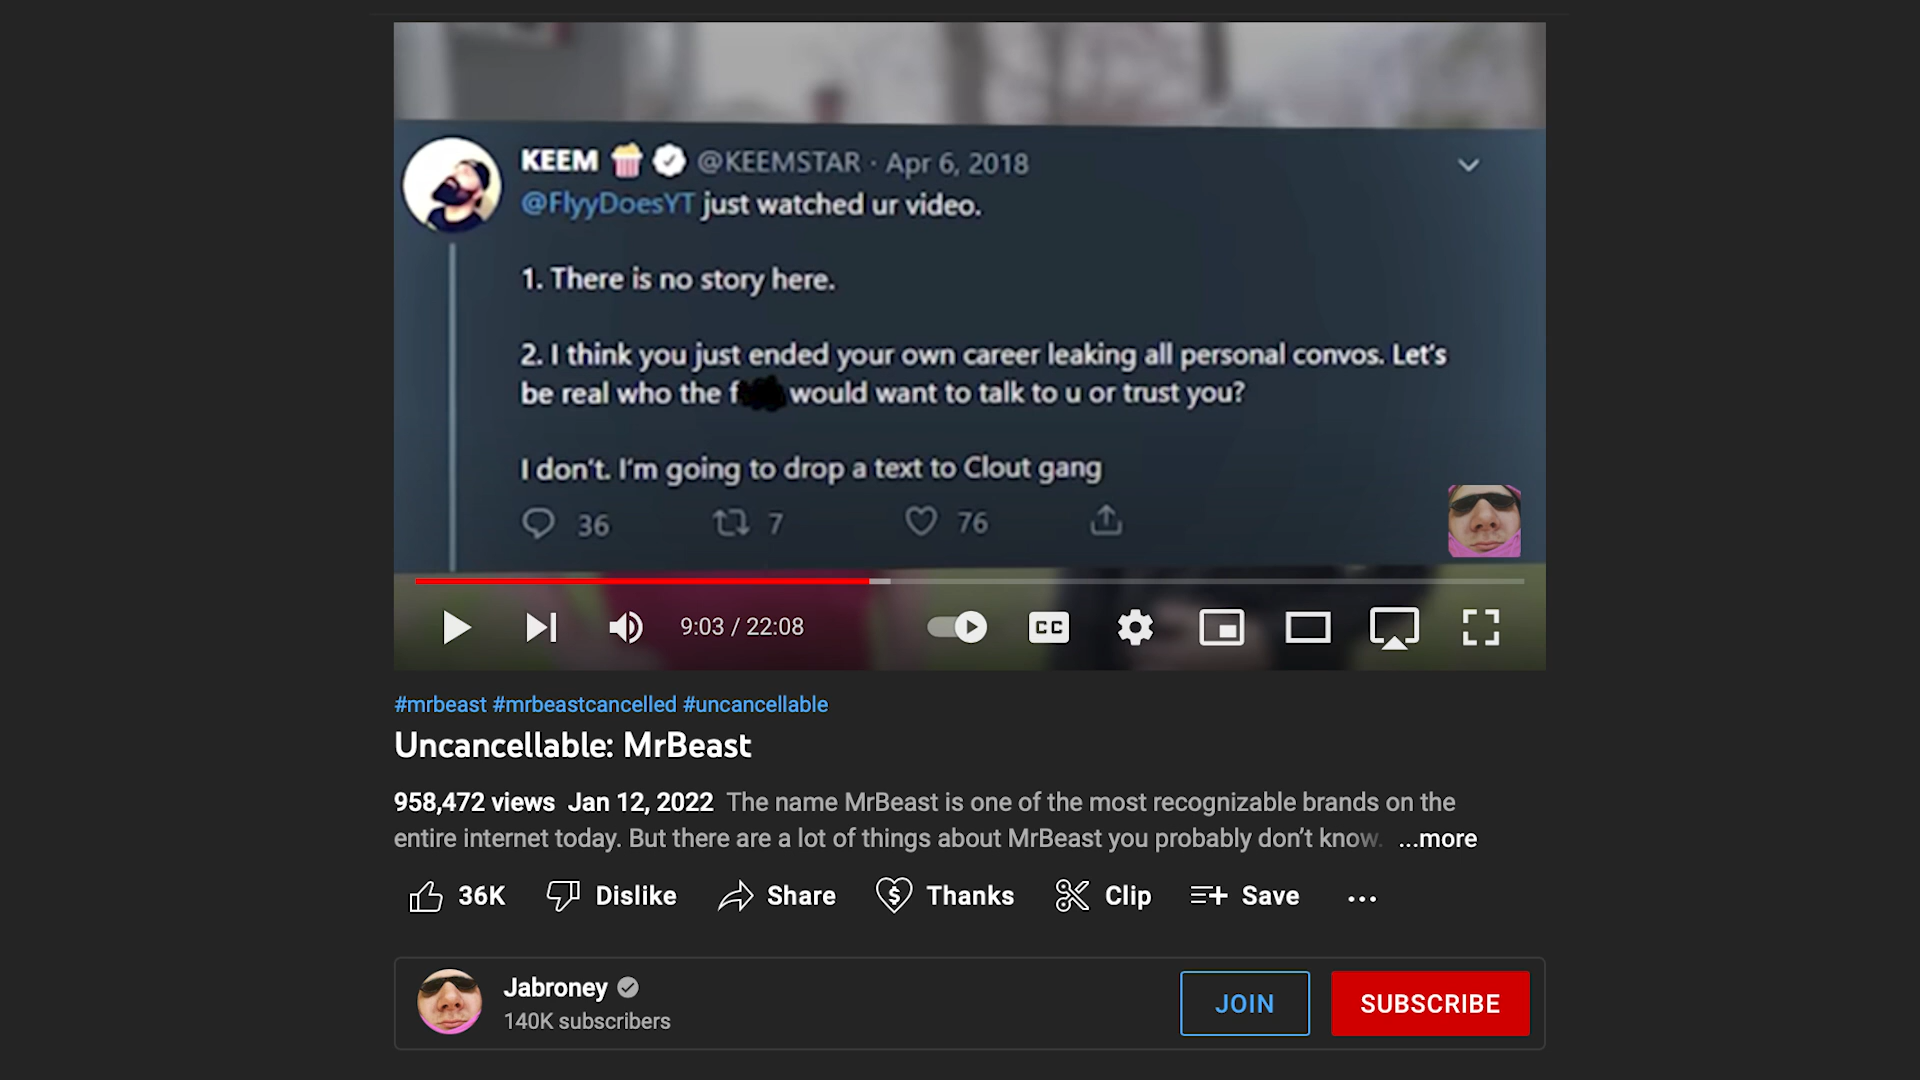 KEEM @KEEMSTAR · Apr 6, 2018
@FlyyDoesYT just watched ur video.
1. There is no story here.
2. I think you just ended your own career leaking all personal convos. Let's
be real who the f would want to talk to u or trust you?
I don't. I'm going to drop a text to Clout gang
36 7 76
9:03 / 22:08 CC
#mrbeast #mrbeastcancelled #uncancellable
Uncancellable: MrBeast
958,472 views Jan 12, 2022 The name MrBeast is one of the most recognizable brands on the
entire internet today. But there are a lot of things about MrBeast you probably don't know. ...more
36K Dislike Share $ Thanks Clip Save ...
Jabroney
140K subscribers
JOIN SUBSCRIBE